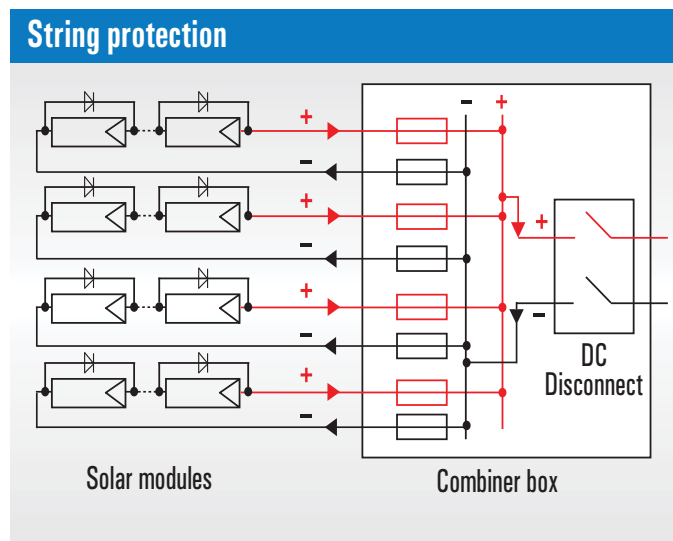 String protection
- +
+
-
+
-
+
-
+
-
+
-
DC
Disconnect
Solar modules
Combiner box